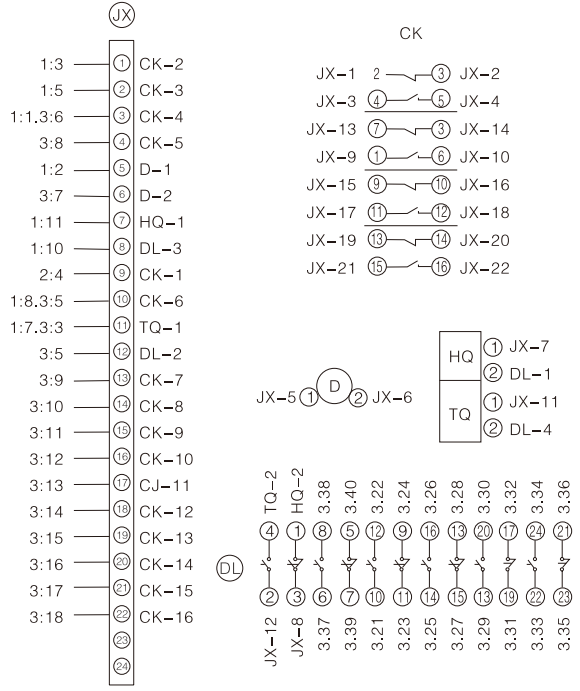 JX
1:3 1 CK-2
1:5 2 CK-3
1:1.3:6 3 CK-4
3:8 4 CK-5
1:2 5 D-1
3:7 6 D-2
1:11 7 HQ-1
1:10 8 DL-3
2:4 9 CK-1
1:8.3:5 10 CK-6
1:7.3:3 11 TQ-1
3:5 12 DL-2
3:9 13 CK-7
3:10 14 CK-8
3:11 15 CK-9
3:12 16 CK-10
3:13 17 CJ-11
3:14 18 CK-12
3:15 19 CK-13
3:16 20 CK-14
3:17 21 CK-15
3:18 22 CK-16
23
24
CK
JX-1 2 3 JX-2
JX-3 4 5 JX-4
JX-13 7 3 JX-14
JX-9 1 6 JX-10
JX-15 9 10 JX-16
JX-17 11 12 JX-18
JX-19 13 14 JX-20
JX-21 15 16 JX-22
JX-5 1 D 2 JX-6
HQ 1 JX-7
2 DL-1
TQ 1 JX-11
2 DL-4
TQ-2 HQ-2 3.38 3.40 3.22 3.24 3.26 3.28 3.30 3.32 3.34 3.36
4 1 8 5 12 9 16 13 20 17 24 21
DL
2 3 6 7 10 11 14 15 13 19 22 23
JX-12 JX-8 3.37 3.39 3.21 3.23 3.25 3.27 3.29 3.31 3.33 3.35